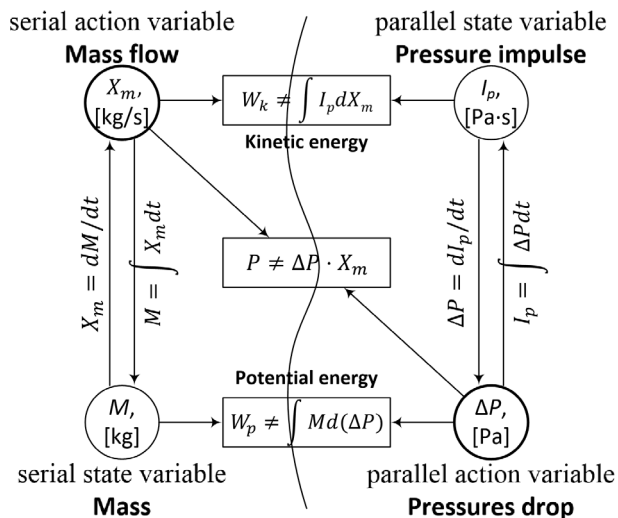 serial action variable
Mass flow
parallel state variable
Pressure impulse
X_m,
[kg/s]
W_k ≠ ∫ I_p dX_m
Kinetic energy
I_p,
[Pa·s]
X_m = dM/dt
M = ∫ X_m dt
P ≠ ΔP · X_m
ΔP = dI_p/dt
I_p = ∫ ΔPdt
Potential energy
M,
[kg]
W_p ≠ ∫ Md(ΔP)
ΔP,
[Pa]
serial state variable
Mass
parallel action variable
Pressures drop